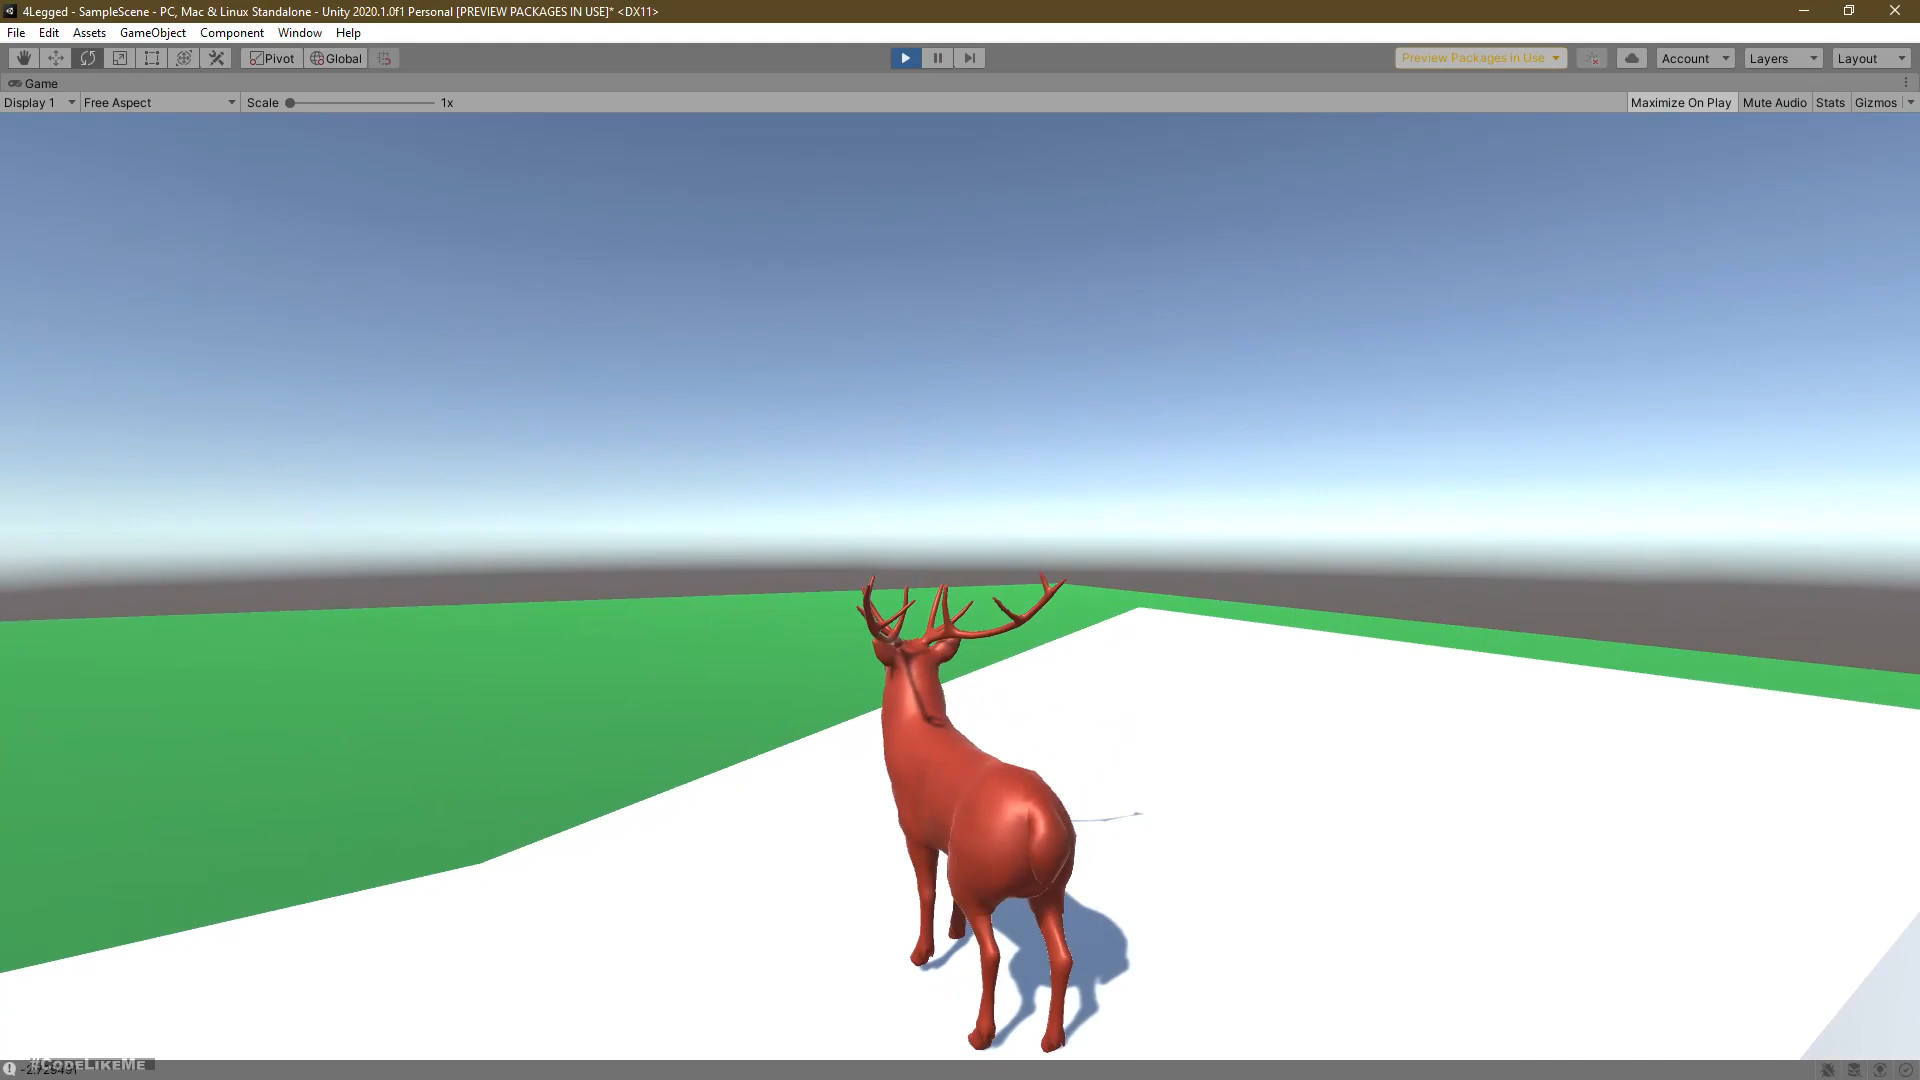 4Legged - SampleScene - PC, Mac & Linux Standalone - Unity 2020.1.0f1 Personal [PREVIEW PACKAGES IN USE]* <DX11>
File Edit Assets GameObject Component Window Help
Pivot Global Preview Packages in Use Account Layers Layout
Game
Display 1 Free Aspect Scale 1x Maximize On Play Mute Audio Stats Gizmos
#CodeLikeMe
-2.729491